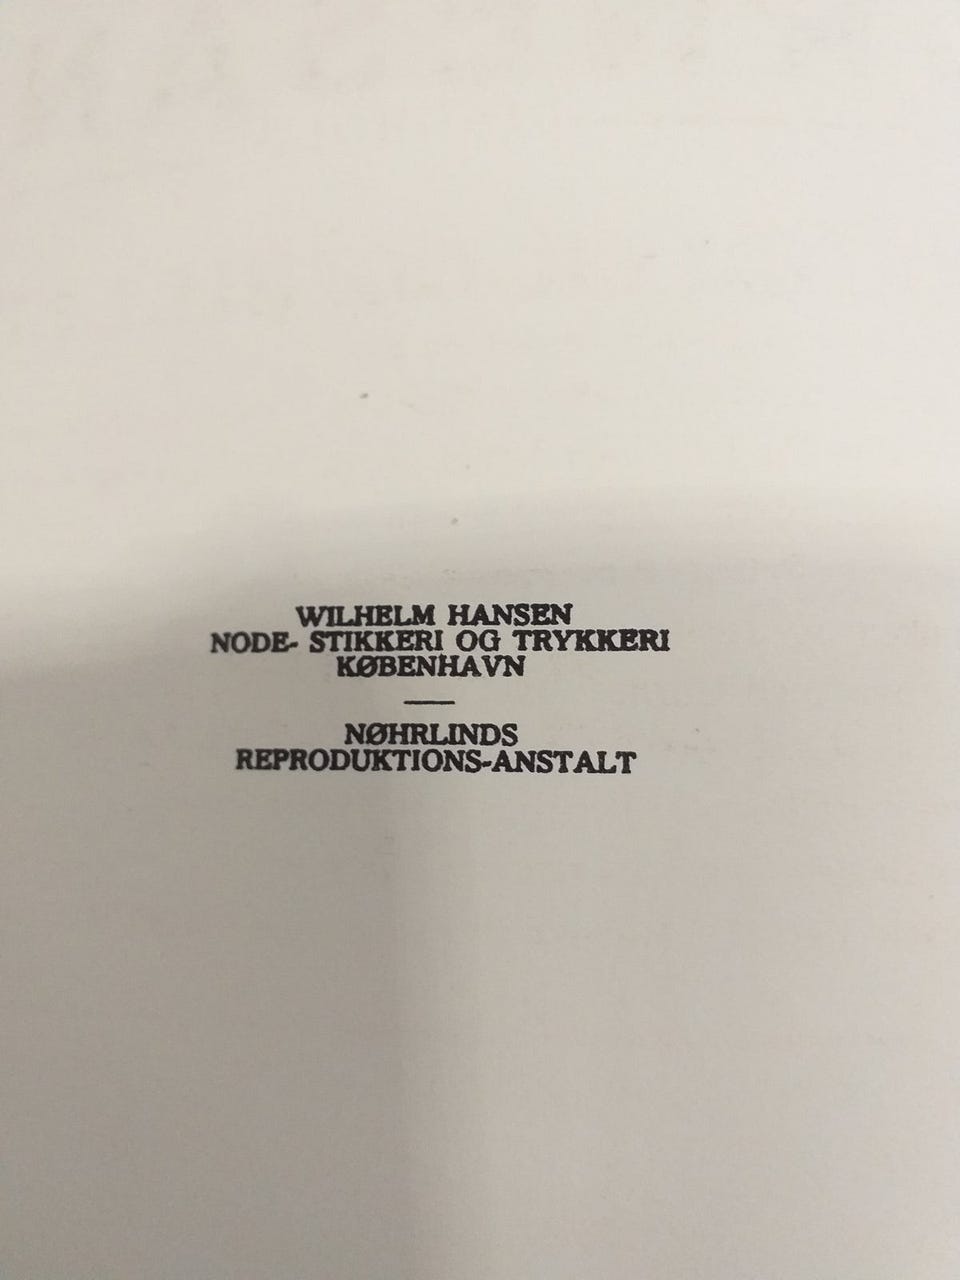 WILHELM HANSEN
NODE- STIKKERI OG TRYKKERI
KØBENHAVN
NØHRLINDS
REPRODUKTIONS-ANSTALT